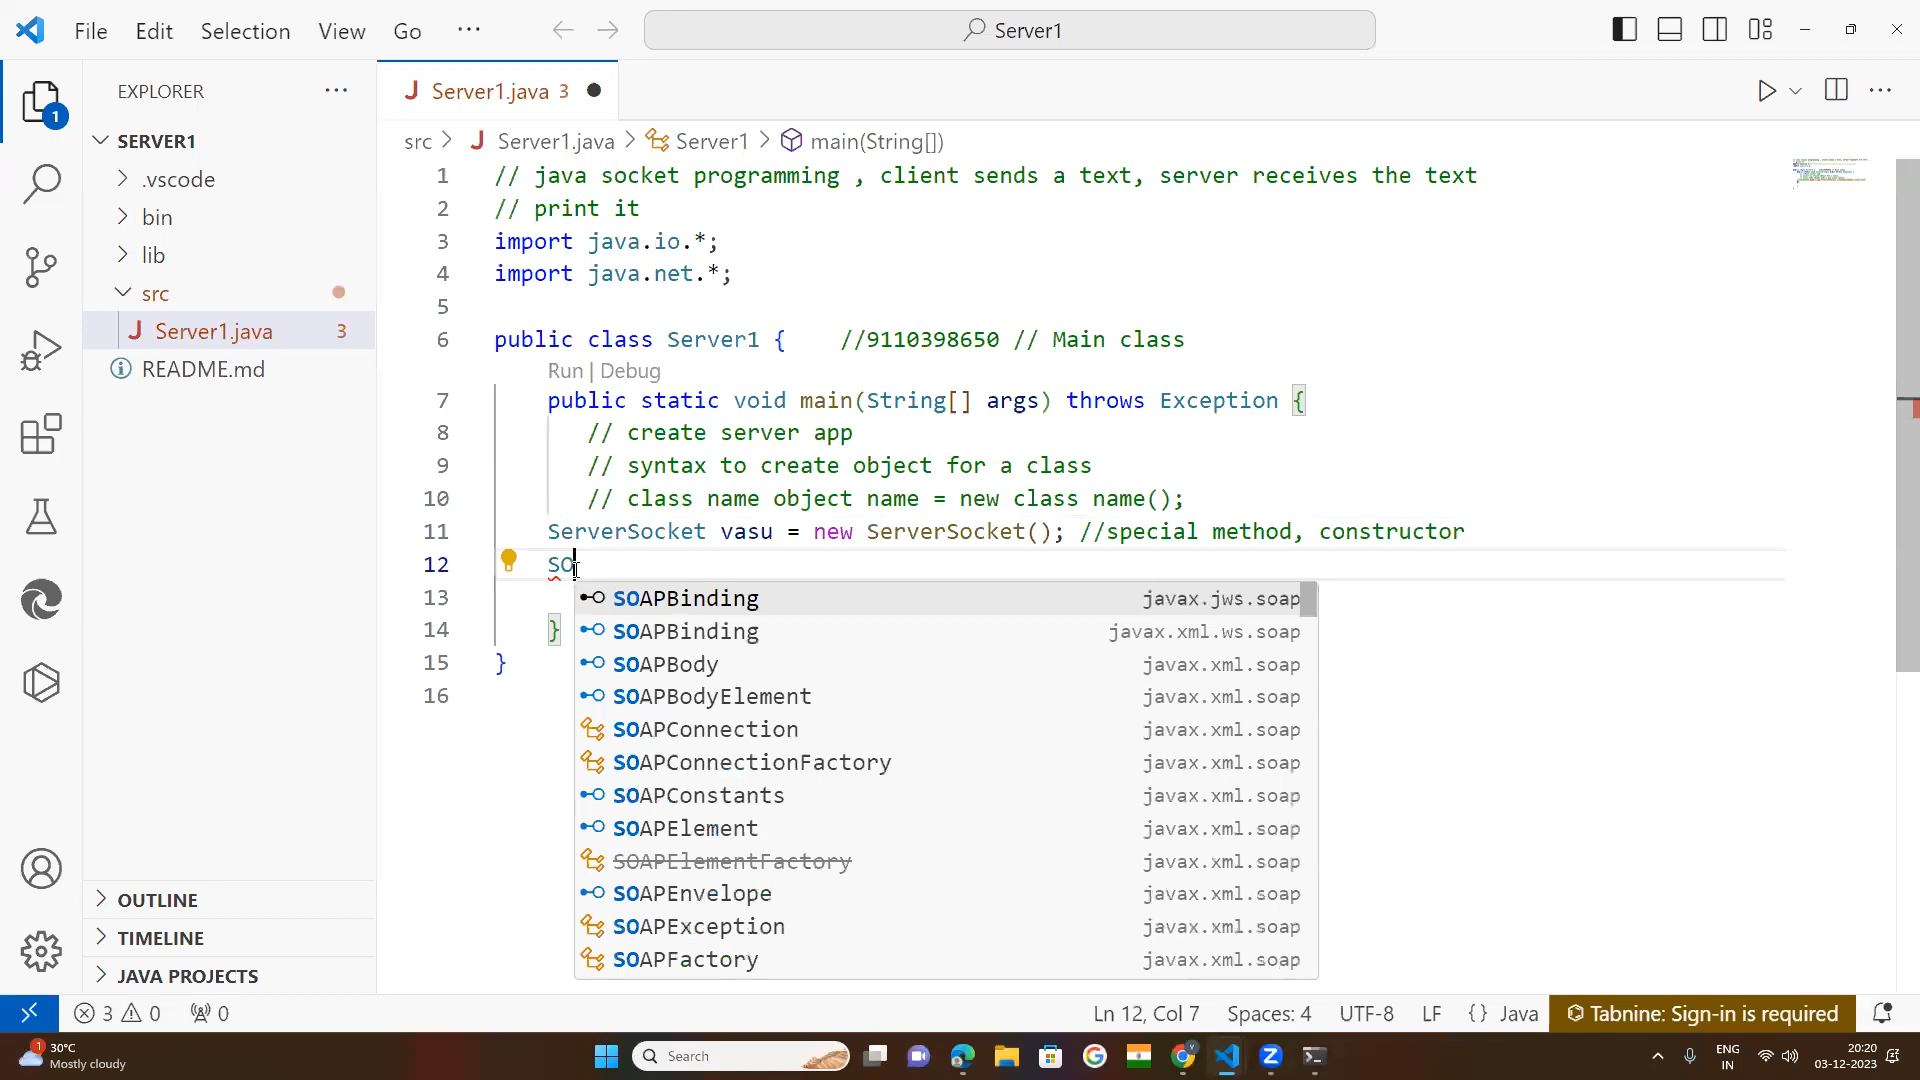 File Edit Selection View Go ··· Server1
EXPLORER ···
SERVER1
.vscode
bin
lib
src
Server1.java 3
README.md
OUTLINE
TIMELINE
JAVA PROJECTS
1
Server1.java 3
src > Server1.java > Server1 > main(String[])
1 // java socket programming , client sends a text, server receives the text
2 // print it
3 import java.io.*;
4 import java.net.*;
5
6 public class Server1 { //9110398650 // Main class
Run | Debug
7 public static void main(String[] args) throws Exception {
8 // create server app
9 // syntax to create object for a class
10 // class name object name = new class name();
11 ServerSocket vasu = new ServerSocket(); //special method, constructor
12 SO
13
14 }
15 }
16
SOAPBinding javax.jws.soap
SOAPBinding javax.xml.ws.soap
SOAPBody javax.xml.soap
SOAPBodyElement javax.xml.soap
SOAPConnection javax.xml.soap
SOAPConnectionFactory javax.xml.soap
SOAPConstants javax.xml.soap
SOAPElement javax.xml.soap
SOAPElementFactory javax.xml.soap
SOAPEnvelope javax.xml.soap
SOAPException javax.xml.soap
SOAPFactory javax.xml.soap
3 0 0 Ln 12, Col 7 Spaces: 4 UTF-8 LF {} Java Tabnine: Sign-in is required
1 30°C
Mostly cloudy
Search
ENG
IN
20:20
03-12-2023